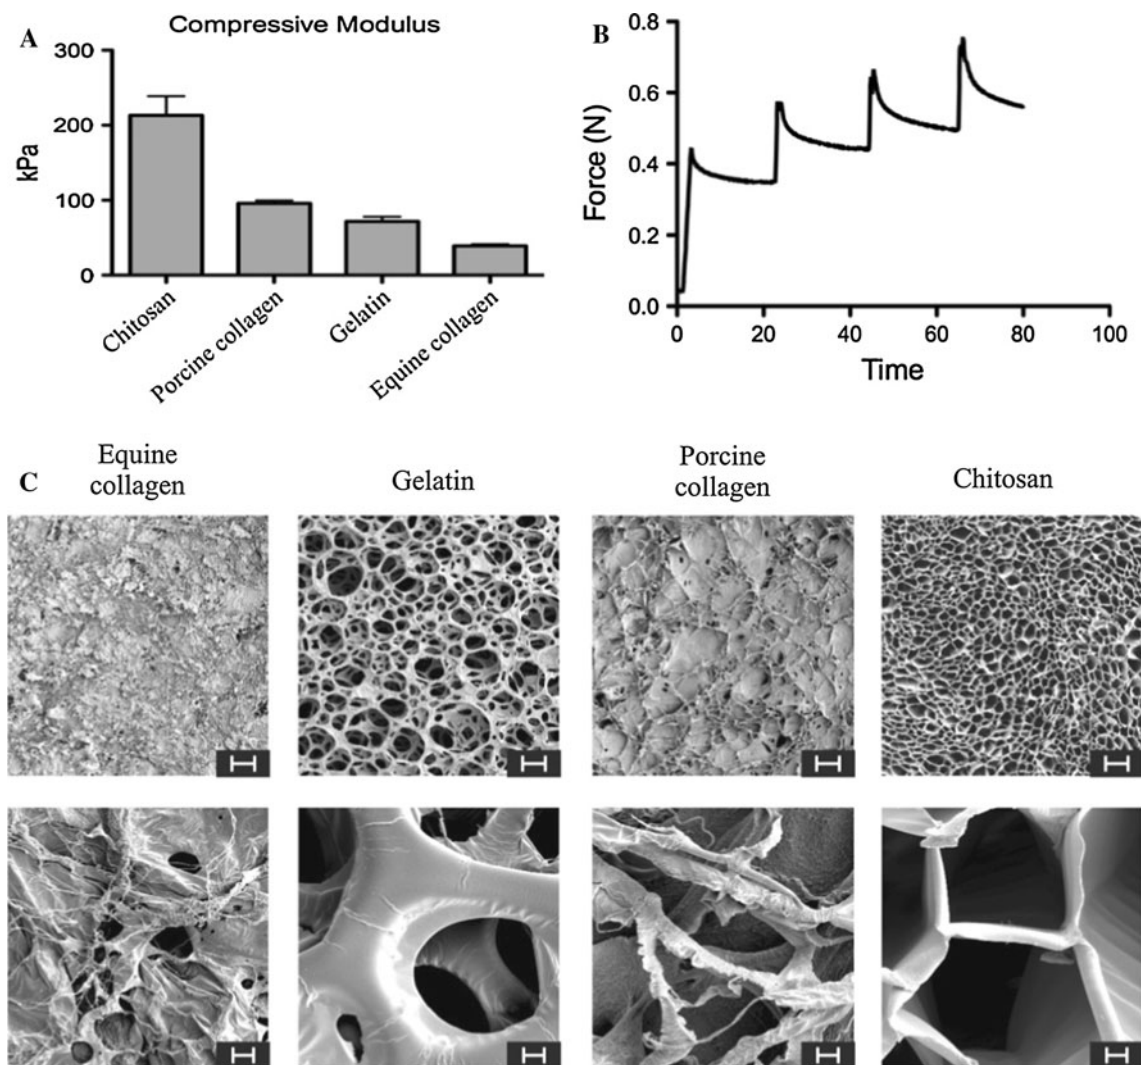 A
Compressive Modulus
300
200
100
0
kPa
Chitosan
Porcine collagen
Gelatin
Equine collagen
B
0.8
0.6
0.4
0.2
0.0
Force (N)
0 20 40 60 80 100
Time
C
Equine
collagen
Gelatin
Porcine
collagen
Chitosan